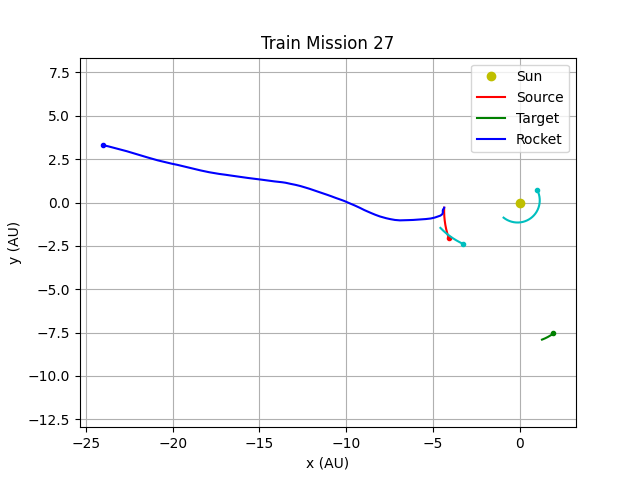 Train Mission 27
Sun
Source
Target
Rocket
7.5
5.0
2.5
0.0
−2.5
−5.0
−7.5
−10.0
−12.5
y (AU)
−25 −20 −15 −10 −5 0
x (AU)